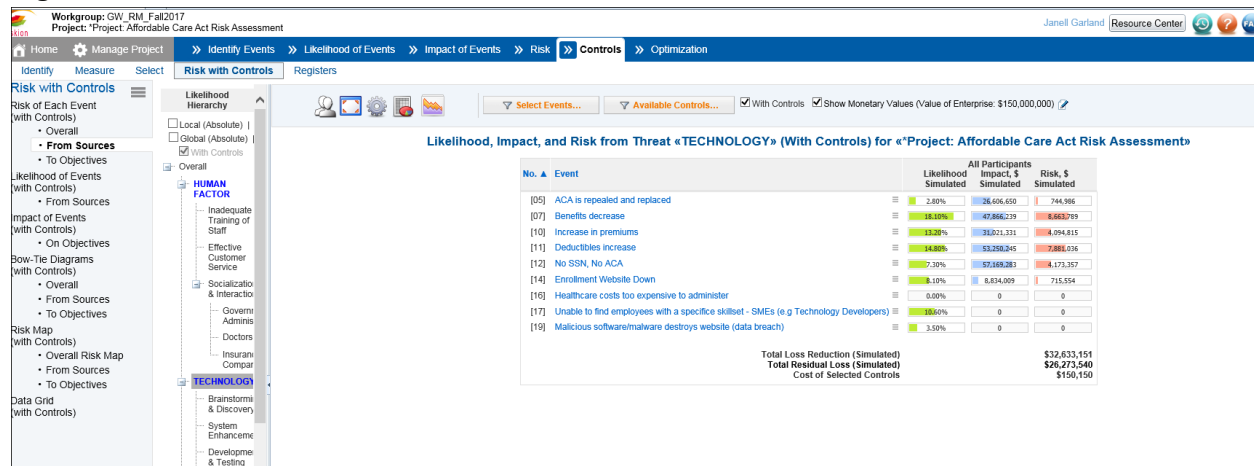 Workgroup: GW_RM_Fall2017
Project: *Project: Affordable Care Act Risk Assessment
Janell Garland Resource Center
Home Manage Project » Identify Events » Likelihood of Events » Impact of Events » Risk » Controls » Optimization
Identify Measure Select Risk with Controls Registers
Risk with Controls
Risk of Each Event
(with Controls)
• Overall
• From Sources
• To Objectives
Likelihood of Events
(with Controls)
• From Sources
Impact of Events
(with Controls)
• On Objectives
Bow-Tie Diagrams
(with Controls)
• Overall
• From Sources
• To Objectives
Risk Map
(with Controls)
• Overall Risk Map
• From Sources
• To Objectives
Data Grid
(with Controls)
Likelihood
Hierarchy
Local (Absolute) |
Global (Absolute) |
With Controls
Overall
HUMAN
FACTOR
Inadequate
Training of
Staff
Effective
Customer
Service
Socializatio
& Interactio
Governm
Adminis
Doctors
Insuranc
Compar
TECHNOLOGY
Brainstormi
& Discovery
System
Enhanceme
Developme
& Testing
Select Events... Available Controls... With Controls Show Monetary Values (Value of Enterprise: $150,000,000)
Likelihood, Impact, and Risk from Threat «TECHNOLOGY» (With Controls) for «*Project: Affordable Care Act Risk Assessment»
All Participants
No. ▲ Event Likelihood Impact, $ Risk, $
Simulated Simulated Simulated
[05] ACA is repealed and replaced 2.80% 26,606,650 744,986
[07] Benefits decrease 18.10% 47,866,239 8,663,789
[10] Increase in premiums 13.20% 31,021,331 4,094,815
[11] Deductibles increase 14.80% 53,250,245 7,881,036
[12] No SSN, No ACA 7.30% 57,169,283 4,173,357
[14] Enrollment Website Down 8.10% 8,834,009 715,554
[16] Healthcare costs too expensive to administer 0.00% 0 0
[17] Unable to find employees with a specifice skillset - SMEs (e.g Technology Developers) 10.60% 0 0
[19] Malicious software/malware destroys website (data breach) 3.50% 0 0
Total Loss Reduction (Simulated) $32,633,151
Total Residual Loss (Simulated) $26,273,540
Cost of Selected Controls $150,150